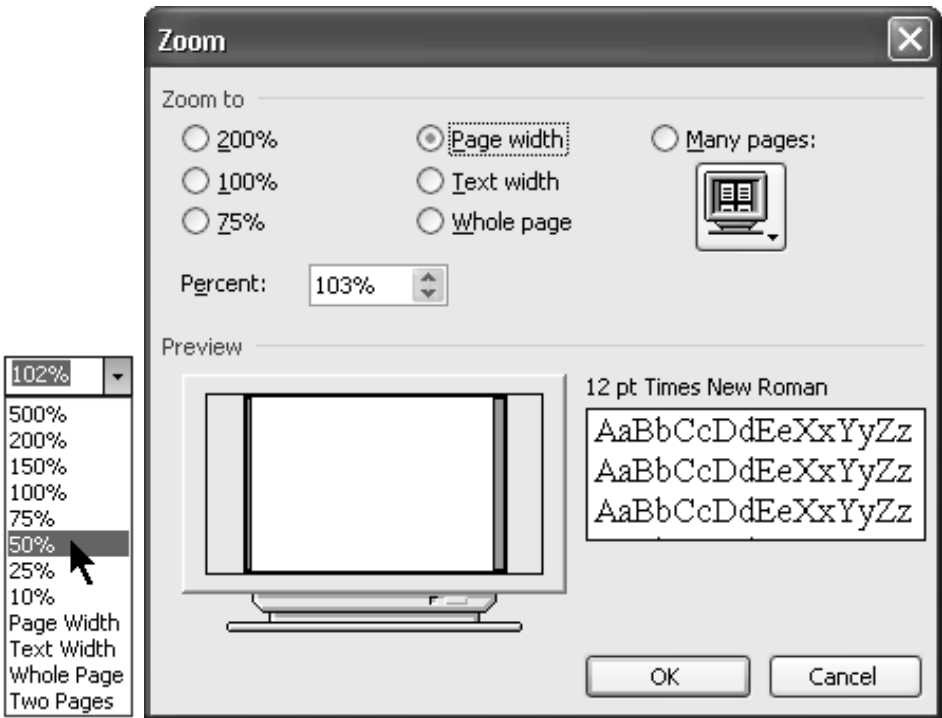 Zoom
Zoom to
200% Page width Many pages:
100% Text width
75% Whole page
Percent: 103%
Preview
12 pt Times New Roman
AaBbCcDdEeXxYyZz
AaBbCcDdEeXxYyZz
AaBbCcDdEeXxYyZz
OK Cancel
102%
500%
200%
150%
100%
75%
50%
25%
10%
Page Width
Text Width
Whole Page
Two Pages